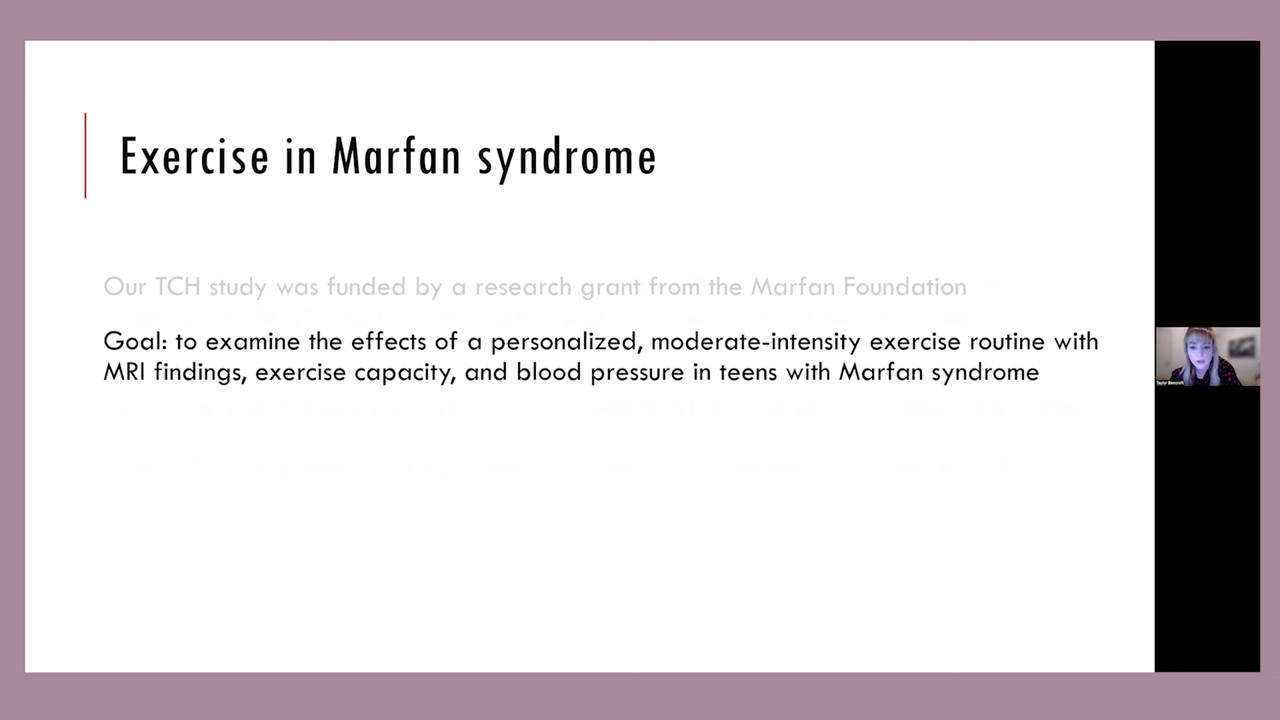 Exercise in Marfan syndrome
Our TCH study was funded by a research grant from the Marfan Foundation
Goal: to examine the effects of a personalized, moderate-intensity exercise routine with
MRI findings, exercise capacity, and blood pressure in teens with Marfan syndrome
Taylor Beecroft